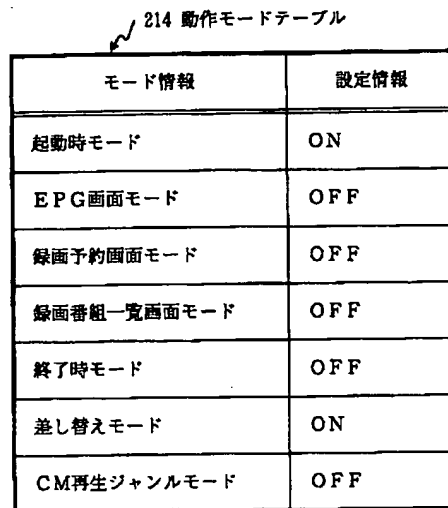 214 動作モードテーブル
モード情報 設定情報
起動時モード ON
EPG画面モード OFF
録画予約画面モード OFF
録画番組一覧画面モード OFF
終了時モード OFF
差し替えモード ON
CM再生ジャンルモード OFF